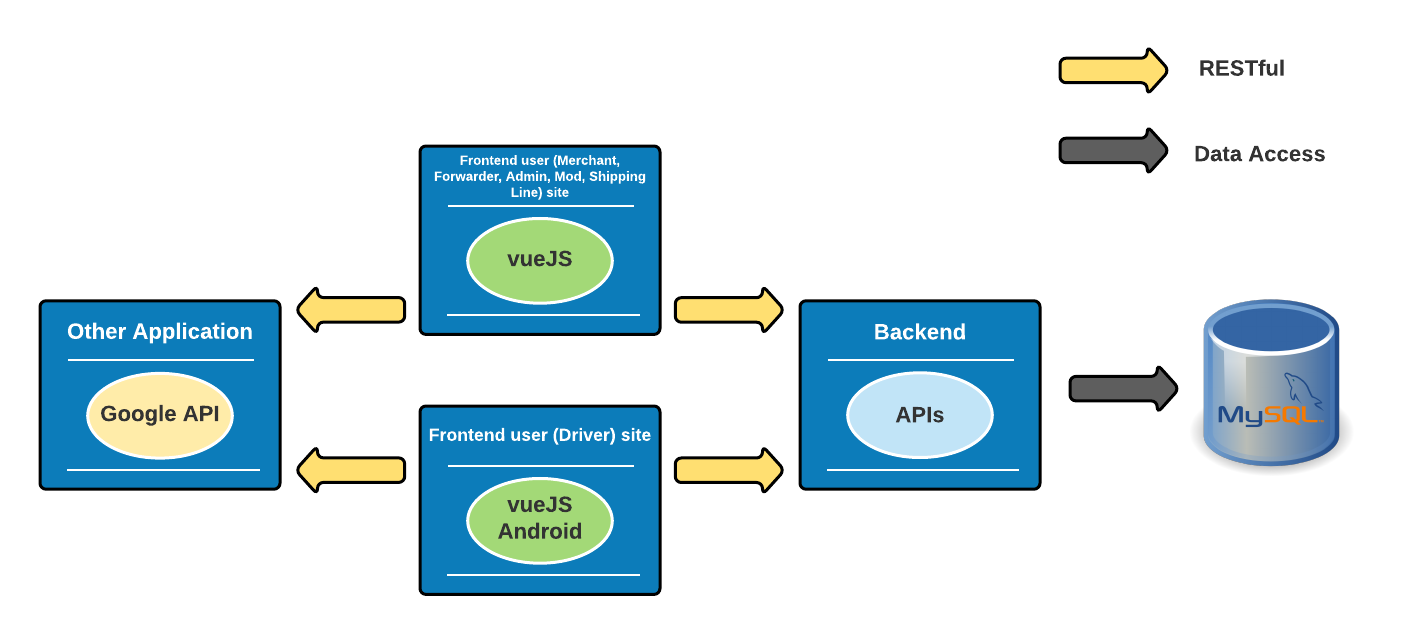 RESTful
Data Access
Frontend user (Merchant,
Forwarder, Admin, Mod, Shipping
Line) site
vueJS
Other Application
Google API
Backend
APIs
MySQL
Frontend user (Driver) site
vueJS
Android